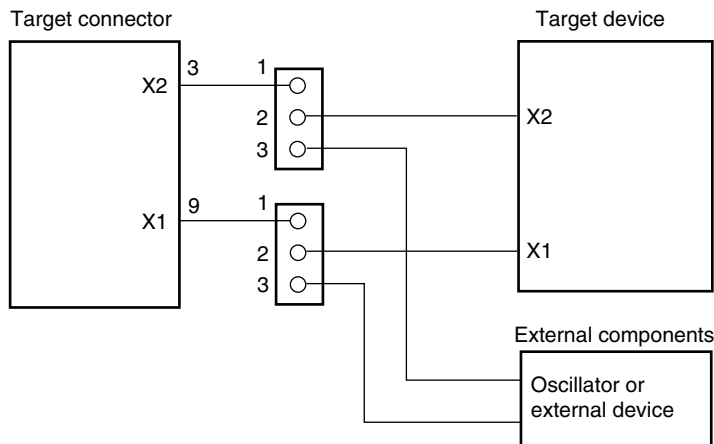 Target connector
Target device
X2
3
1
2
3
X2
X1
9
1
2
3
X1
External components
Oscillator or
external device